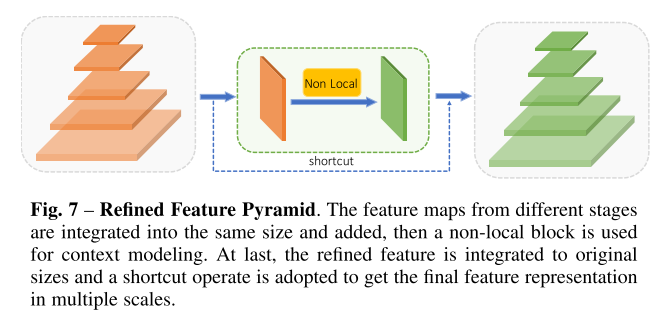 Non Local
shortcut
Fig. 7 – Refined Feature Pyramid. The feature maps from different stages
are integrated into the same size and added, then a non-local block is used
for context modeling. At last, the refined feature is integrated to original
sizes and a shortcut operate is adopted to get the final feature representation
in multiple scales.